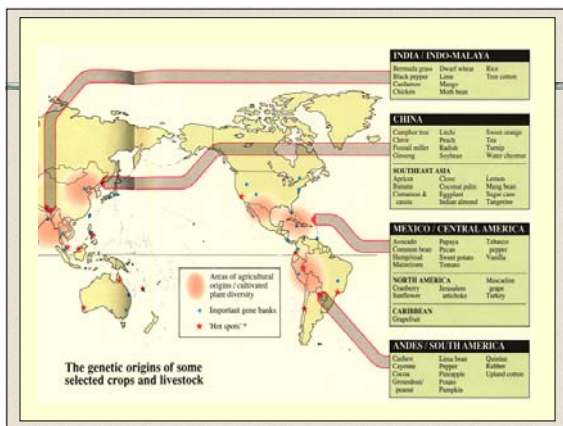 INDIA / INDO-MALAYA
Bermuda grass Dwarf wheat Rice
Black pepper Lime Tree cotton
Cardamon Mango
Chicken Moth bean
CHINA
Camphor tree Litchi Sweet orange
Chive Peach Tea
Foxtail millet Radish Turnip
Ginseng Soybean Water chestnut
SOUTHEAST ASIA
Apricot Clove Lemon
Banana Coconut palm Mung bean
Cinnamon & Eggplant Sugar cane
cassia Indian almond Tangerine
MEXICO / CENTRAL AMERICA
Avocado Papaya Tobacco
Common bean Pecan pepper/
Hemp/sisal Sweet potato Vanilla
Maize/corn Tomato
NORTH AMERICA Muscadine
Cranberry Jerusalem grape
Sunflower artichoke Turkey
CARIBBEAN
Grapefruit
ANDES / SOUTH AMERICA
Cashew Lima bean Quinine
Cayenne Pepper Rubber
Cocoa Pineapple Upland cotton
Groundnut/ Potato
peanut Pumpkin
Areas of agricultural
origins / cultivated
plant diversity
Important gene banks
'Hot spots' *
The genetic origins of some
selected crops and livestock